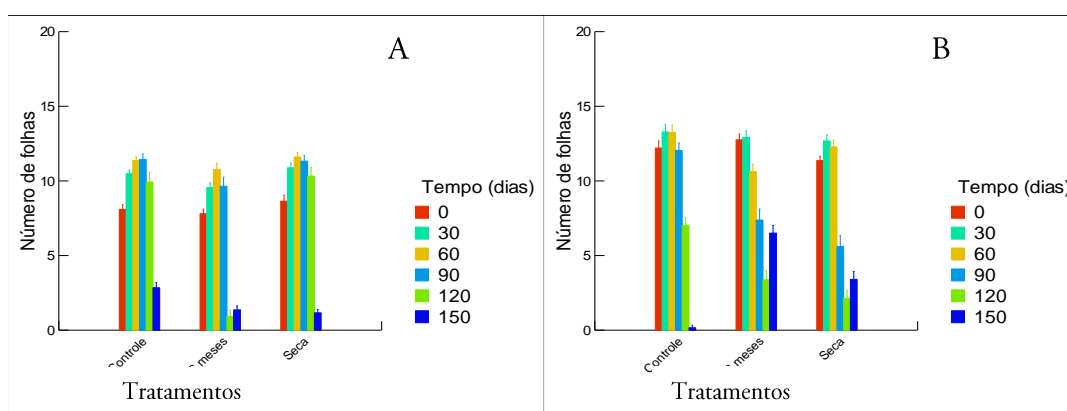 A
20
15
10
5
0
Número de folhas
Controle
meses
Seca
Tratamentos
Tempo (dias)
0
30
60
90
120
150
B
20
15
10
5
0
Número de folhas
Controle
meses
Seca
Tratamentos
Tempo (dias)
0
30
60
90
120
150